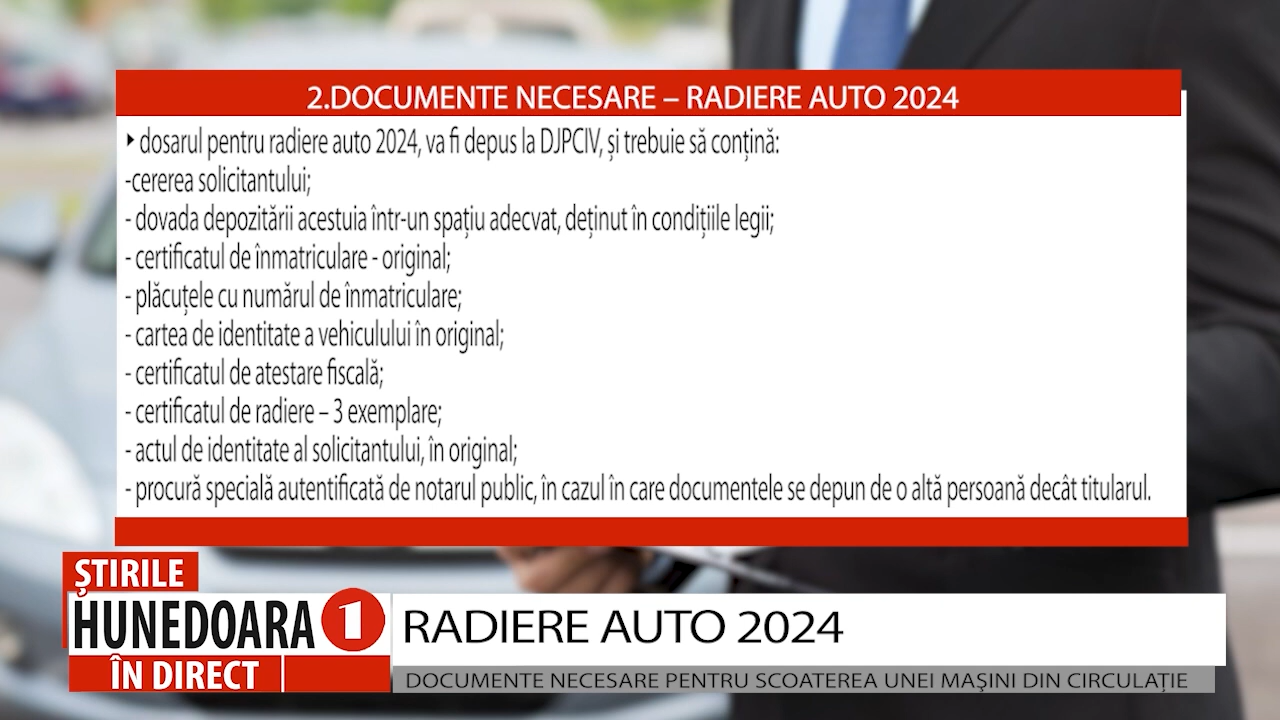 2.DOCUMENTE NECESARE – RADIERE AUTO 2024
‣ dosarul pentru radiere auto 2024, va fi depus la DJPCIV, și trebuie să conțină:
-cererea solicitantului;
- dovada depozitării acestuia într-un spațiu adecvat, deținut în condițiile legii;
- certificatul de înmatriculare - original;
- plăcuțele cu numărul de înmatriculare;
- cartea de identitate a vehiculului în original;
- certificatul de atestare fiscală;
- certificatul de radiere – 3 exemplare;
- actul de identitate al solicitantului, în original;
- procură specială autentificată de notarul public, în cazul în care documentele se depun de o altă persoană decât titularul.
ȘTIRILE
HUNEDOARA 1
ÎN DIRECT
RADIERE AUTO 2024
DOCUMENTE NECESARE PENTRU SCOATEREA UNEI MAȘINI DIN CIRCULAȚIE